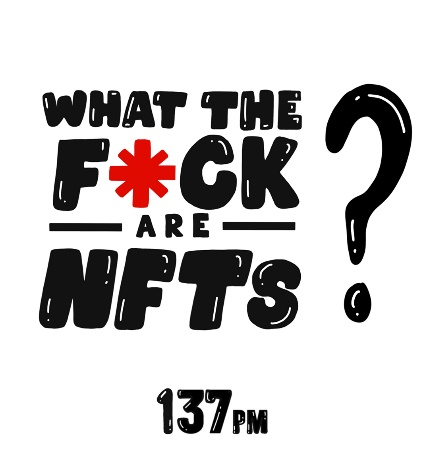 WHAT THE
F*CK
ARE
NFTS?
137PM